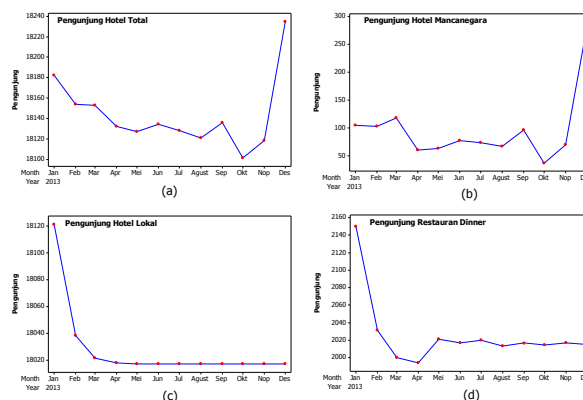 Pengunjung Hotel Total
Pengunjung
18240
18220
18200
18180
18160
18140
18120
18100
Month Jan Feb Mar Apr Mei Jun Jul Agust Sep Okt Nop Des
Year 2013
(a)
Pengunjung Hotel Mancanegara
Pengunjung
300
250
200
150
100
50
Month Jan Feb Mar Apr Mei Jun Jul Agust Sep Okt Nop D
Year 2013
(b)
Pengunjung Hotel Lokal
Pengunjung
18120
18100
18080
18060
18040
18020
Month Jan Feb Mar Apr Mei Jun Jul Agust Sep Okt Nop Des
Year 2013
(c)
Pengunjung Restauran Dinner
Pengunjung
2160
2140
2120
2100
2080
2060
2040
2020
2000
Month Jan Feb Mar Apr Mei Jun Jul Agust Sep Okt Nop De
Year 2013
(d)